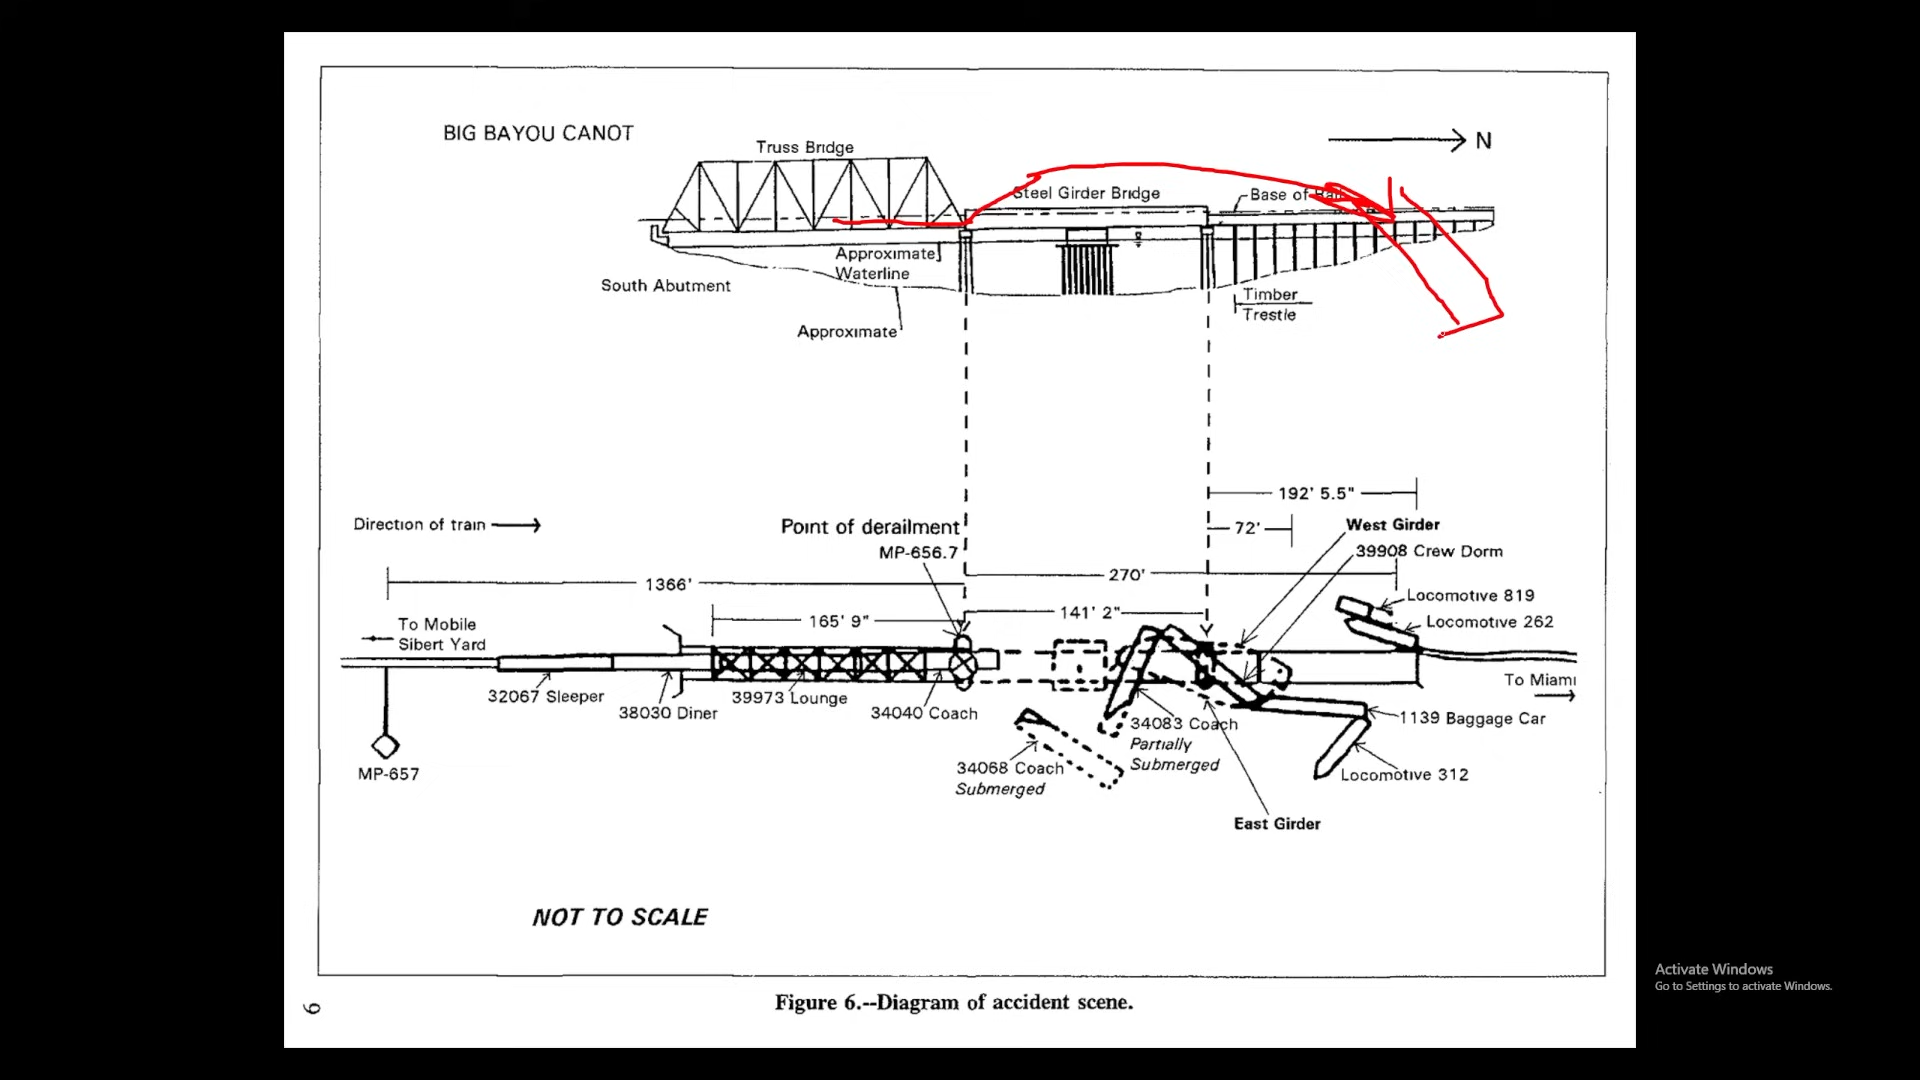 BIG BAYOU CANOT
Truss Bridge
N
Steel Girder Bridge
Base of Rail
Approximate
Waterline
South Abutment
Timber
Trestle
Approximate
192' 5.5"
Direction of train
Point of derailment
72'
West Girder
MP-656.7
39908 Crew Dorm
270'
1366'
Locomotive 819
165' 9"
141' 2"
To Mobile
Sibert Yard
Locomotive 262
To Miami
32067 Sleeper
38030 Diner
39973 Lounge
34040 Coach
34083 Coach
Partially
Submerged
1139 Baggage Car
MP-657
34068 Coach
Submerged
Locomotive 312
East Girder
NOT TO SCALE
Figure 6.--Diagram of accident scene.
9
Activate Windows
Go to Settings to activate Windows.